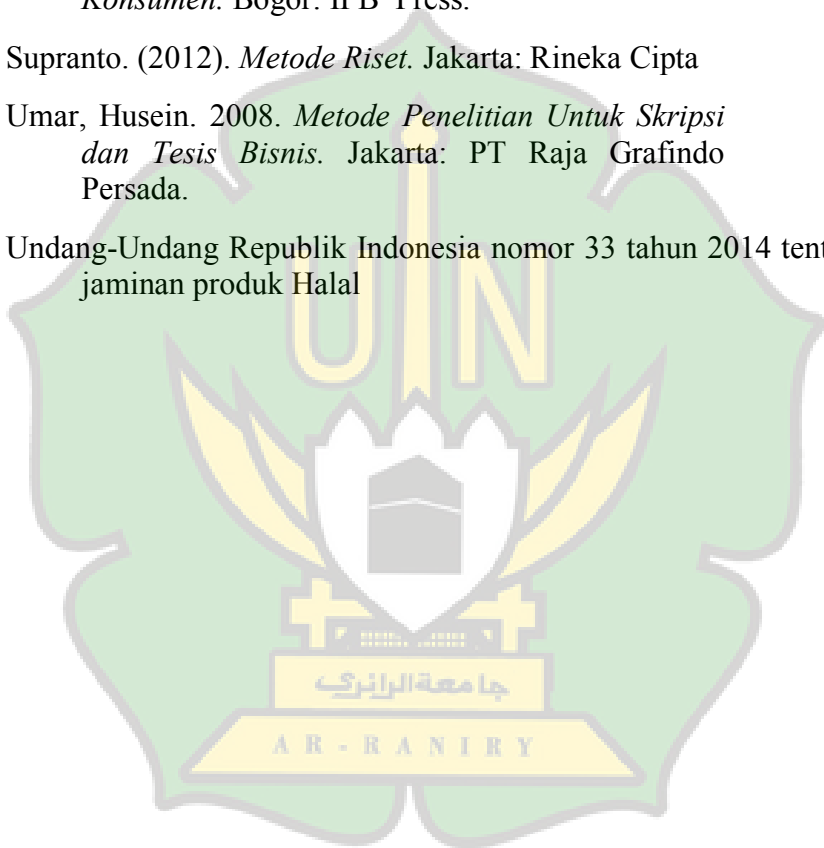 Konsumen. Bogor: IPB Press.
Supranto. (2012). Metode Riset. Jakarta: Rineka Cipta
Umar, Husein. 2008. Metode Penelitian Untuk Skripsi
dan Tesis Bisnis. Jakarta: PT Raja Grafindo
Persada.
Undang-Undang Republik Indonesia nomor 33 tahun 2014 tent
jaminan produk Halal
UIN
جامعة الرانري
AR-RANIRY